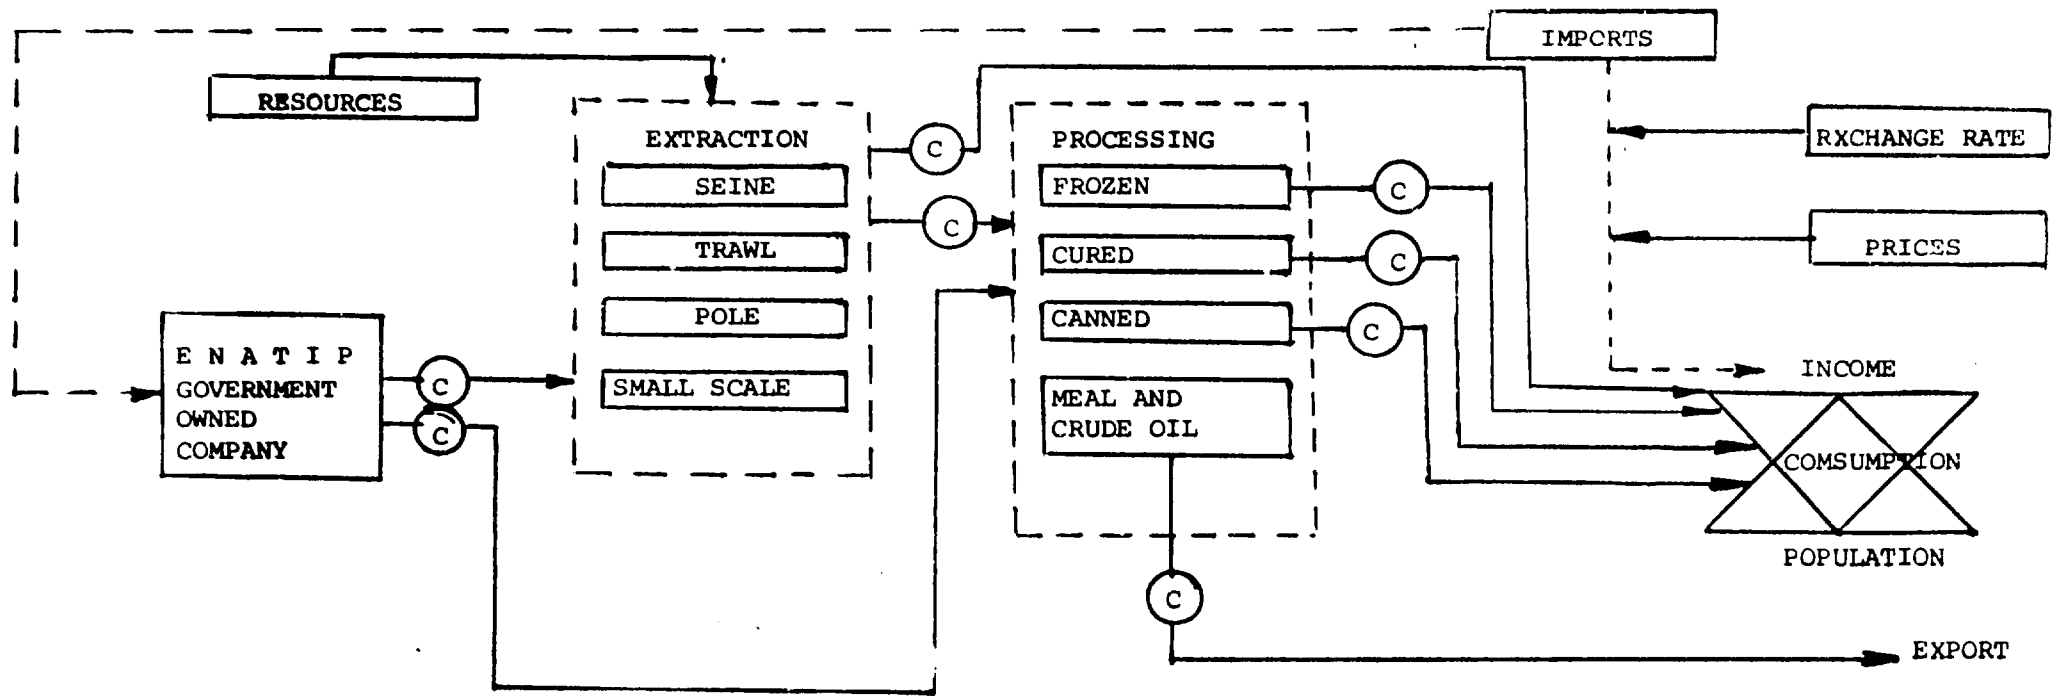 IMPORTS
RESOURCES
EXTRACTION
SEINE
TRAWL
POLE
SMALL SCALE
C
C
PROCESSING
FROZEN
CURED
CANNED
MEAL AND
CRUDE OIL
C
C
C
C
RXCHANGE RATE
PRICES
E N A T I P
GOVERNMENT
OWNED
COMPANY
C
C
INCOME
COMSUMPTION
POPULATION
EXPORT